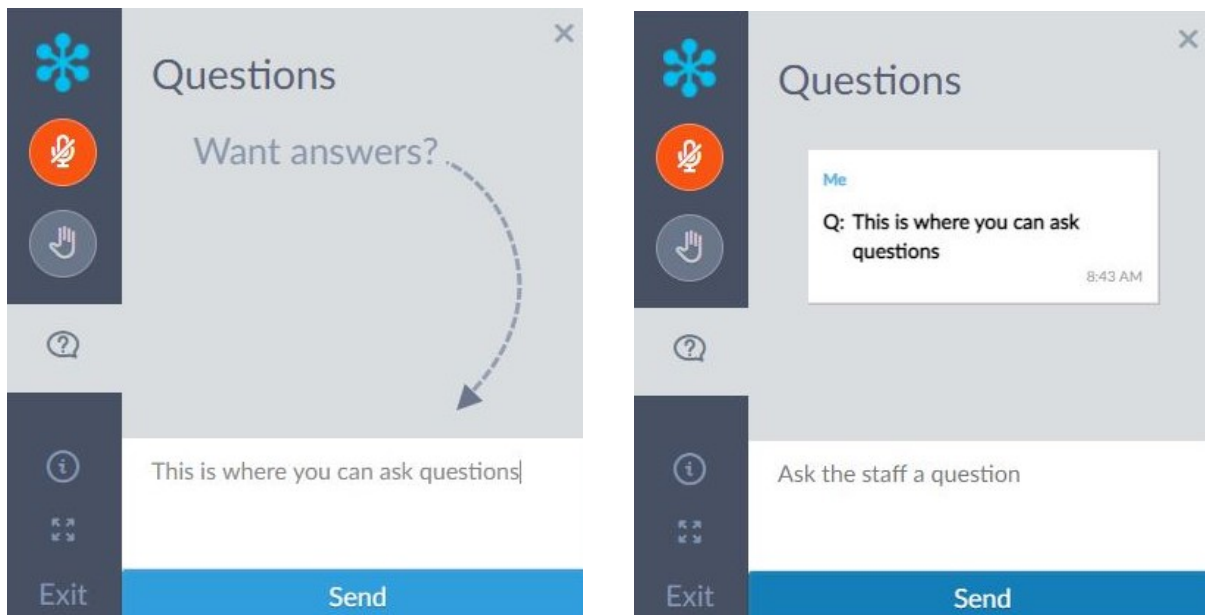 Questions
Want answers?
This is where you can ask questions
Exit
Send
Questions
Me
Q: This is where you can ask
questions
8:43 AM
Ask the staff a question
Exit
Send